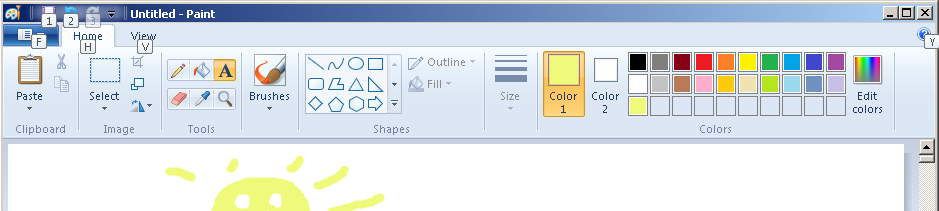 Untitled - Paint
1 2 3
F Home View Y
H V
Paste
Select
A
Brushes
Outline
Fill
Size
Color 1
Color 2
Edit colors
Clipboard Image Tools Shapes Colors